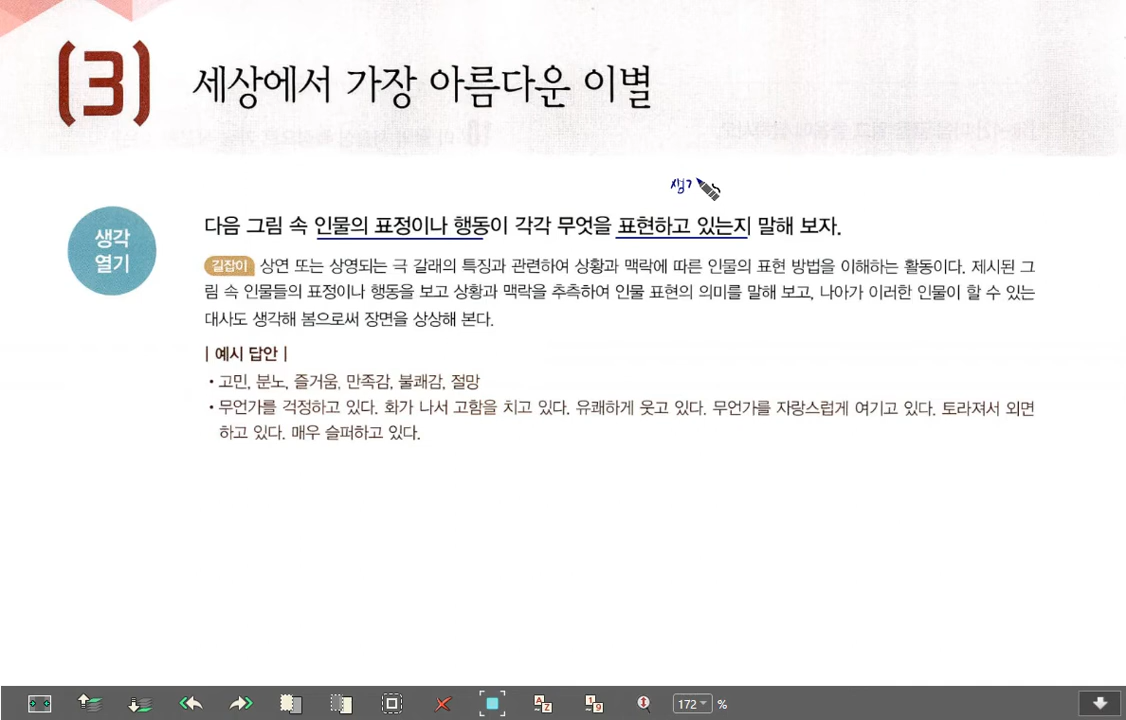 (3) 세상에서 가장 아름다운 이별
생각
열기
다음 그림 속 인물의 표정이나 행동이 각각 무엇을 표현하고 있는지 말해 보자.
길잡이 상연 또는 상영되는 극 갈래의 특징과 관련하여 상황과 맥락에 따른 인물의 표현 방법을 이해하는 활동이다. 제시된 그
림 속 인물들의 표정이나 행동을 보고 상황과 맥락을 추측하여 인물 표현의 의미를 말해 보고, 나아가 이러한 인물이 할 수 있는
대사도 생각해 봄으로써 장면을 상상해 본다.
| 예시 답안 |
• 고민, 분노, 즐거움, 만족감, 불쾌감, 절망
• 무언가를 걱정하고 있다. 화가 나서 고함을 치고 있다. 유쾌하게 웃고 있다. 무언가를 자랑스럽게 여기고 있다. 토라져서 외면
하고 있다. 매우 슬퍼하고 있다.
172 %